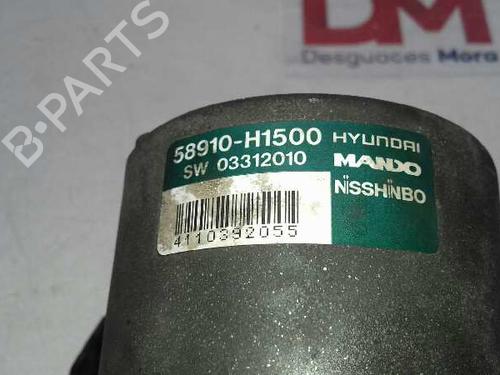 DM
Desguaces Mora
B-PARTS
58910-H1500 HYUNDAI
SW 03312010 MANDO
NISSHINBO
4110392055